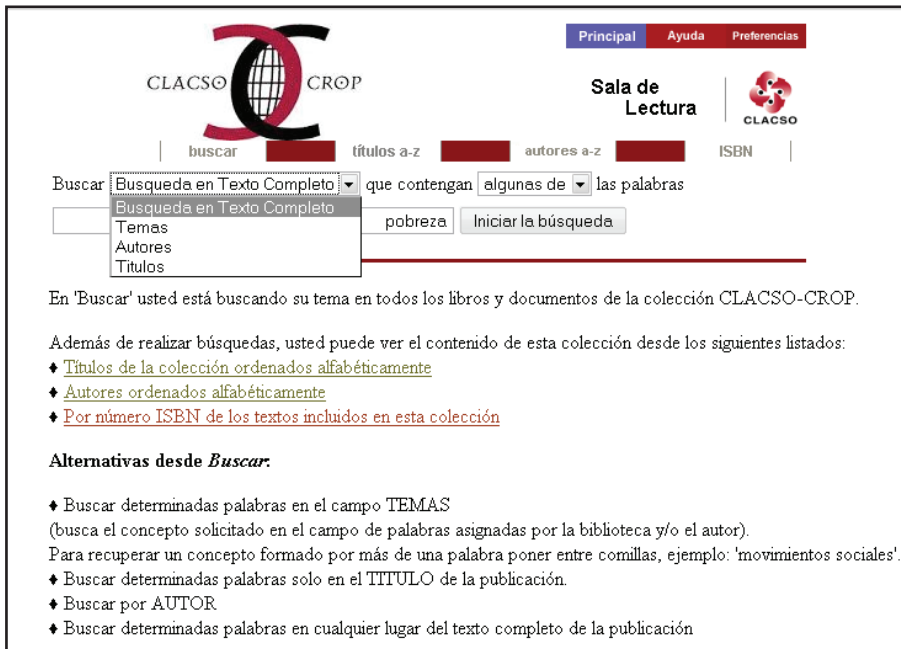 Principal Ayuda Preferencias
CLACSO CROP
Sala de
Lectura
CLACSO
buscar títulos a-z autores a-z ISBN
Buscar Busqueda en Texto Completo que contengan algunas de las palabras
Busqueda en Texto Completo
pobreza Iniciar la búsqueda
Temas
Autores
Titulos
En 'Buscar' usted está buscando su tema en todos los libros y documentos de la colección CLACSO-CROP.
Además de realizar búsquedas, usted puede ver el contenido de esta colección desde los siguientes listados:
♦ Títulos de la colección ordenados alfabéticamente
♦ Autores ordenados alfabéticamente
♦ Por número ISBN de los textos incluidos en esta colección
Alternativas desde Buscar:
♦ Buscar determinadas palabras en el campo TEMAS
(busca el concepto solicitado en el campo de palabras asignadas por la biblioteca y/o el autor).
Para recuperar un concepto formado por más de una palabra poner entre comillas, ejemplo: 'movimientos sociales'.
♦ Buscar determinadas palabras solo en el TITULO de la publicación.
♦ Buscar por AUTOR
♦ Buscar determinadas palabras en cualquier lugar del texto completo de la publicación